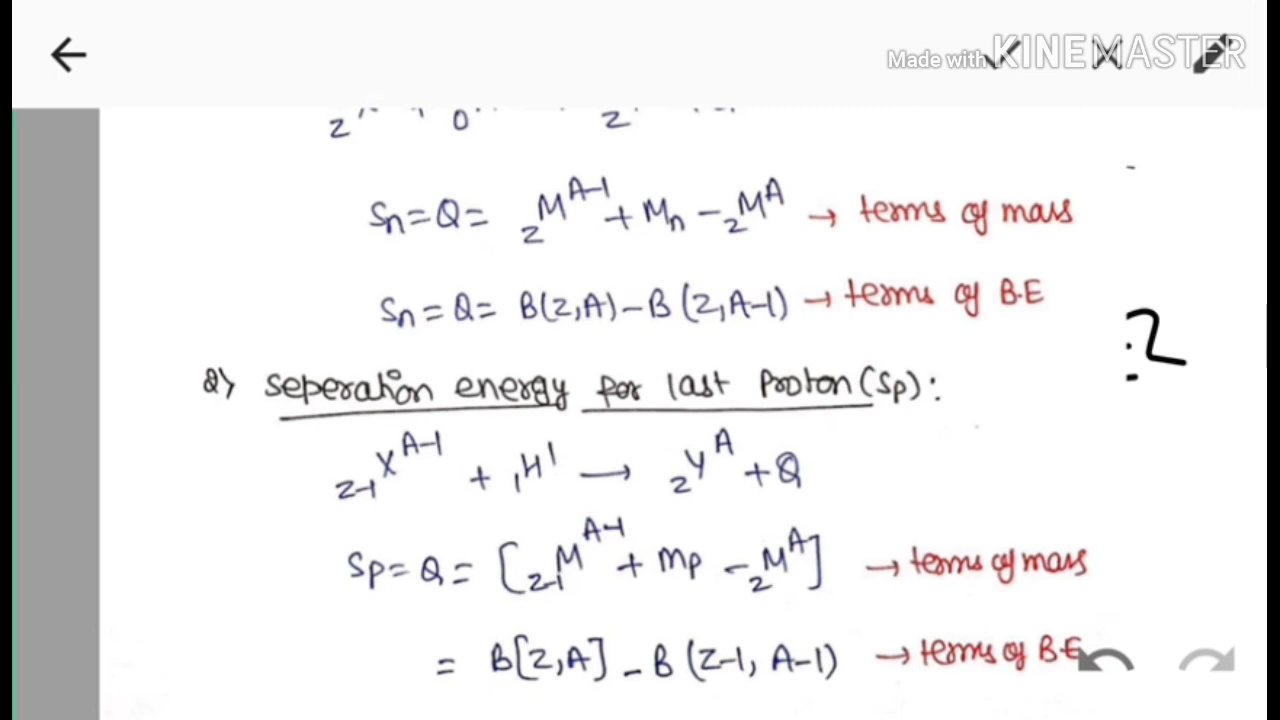 Made with KINEMASTER
Sn = Q = zM^A-1 + Mn - zM^A → terms of mass
Sn = Q = B(Z,A) - B(Z,A-1) → terms of B.E
2) Seperation energy for last Proton (Sp):
z-1X^A-1 + 1H^1 → zY^A + Q
Sp = Q = [z-1M^A-1 + mp - zM^A] → terms of mass
= B[Z,A] - B(Z-1, A-1) → terms of B.E